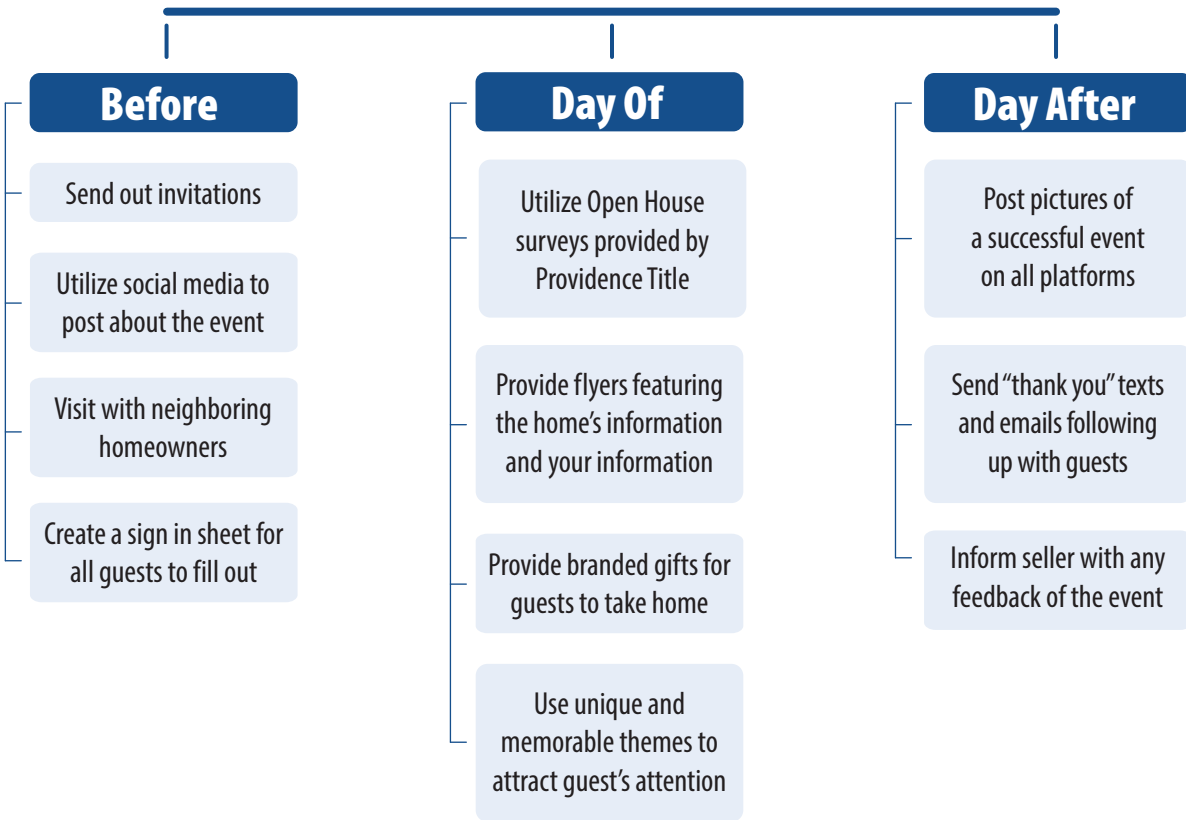 Before
Send out invitations
Utilize social media to
post about the event
Visit with neighboring
homeowners
Create a sign in sheet for
all guests to fill out
Day Of
Utilize Open House
surveys provided by
Providence Title
Provide flyers featuring
the home’s information
and your information
Provide branded gifts for
guests to take home
Use unique and
memorable themes to
attract guest’s attention
Day After
Post pictures of
a successful event
on all platforms
Send “thank you” texts
and emails following
up with guests
Inform seller with any
feedback of the event